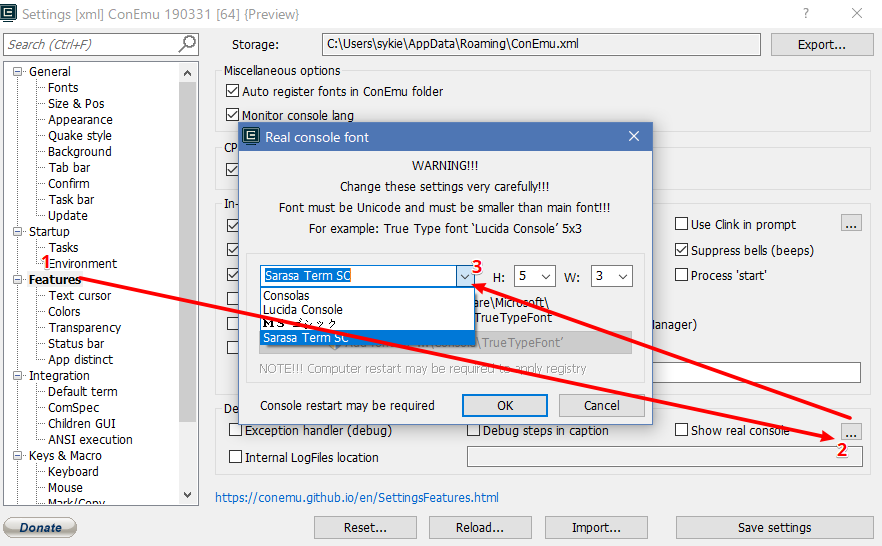 Settings [xml] ConEmu 190331 [64] {Preview}
Search (Ctrl+F)
Storage:
C:\Users\sykie\AppData\Roaming\ConEmu.xml
Export...
General
Fonts
Size & Pos
Appearance
Quake style
Background
Tab bar
Confirm
Task bar
Update
Startup
Tasks
Environment
1
Features
Text cursor
Colors
Transparency
Status bar
App distinct
Integration
Default term
ComSpec
Children GUI
ANSI execution
Keys & Macro
Keyboard
Mouse
Mark/Copy
Miscellaneous options
Auto register fonts in ConEmu folder
Monitor console lang
CP
In-
Use Clink in prompt
...
Suppress bells (beeps)
Process 'start'
anager)
Real console font
WARNING!!!
Change these settings very carefully!!!
Font must be Unicode and must be smaller than main font!!!
For example: True Type font 'Lucida Console' 5x3
Sarasa Term SC
3
H:
5
W:
3
Consolas
Lucida Console
ＭＳ ゴシック
Sarasa Term SC
are\Microsoft\
TrueTypeFont
TrueTypeFont'
NOTE!!! Computer restart may be required to apply registry
Console restart may be required
OK
Cancel
De
Exception handler (debug)
Debug steps in caption
Show real console
...
2
Internal LogFiles location
https://conemu.github.io/en/SettingsFeatures.html
Donate
Reset...
Reload...
Import...
Save settings